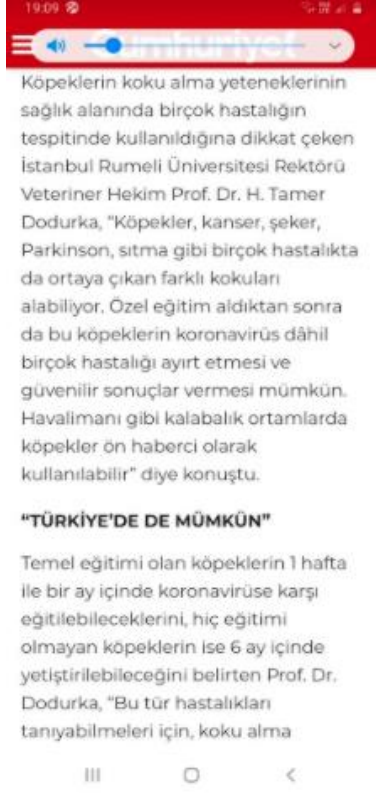 19:09
Cumhuriyet
Köpeklerin koku alma yeteneklerinin
sağlık alanında birçok hastalığın
tespitinde kullanıldığına dikkat çeken
İstanbul Rumeli Üniversitesi Rektörü
Veteriner Hekim Prof. Dr. H. Tamer
Dodurka, "Köpekler, kanser, şeker,
Parkinson, sıtma gibi birçok hastalıkta
da ortaya çıkan farklı kokuları
alabiliyor. Özel eğitim aldıktan sonra
da bu köpeklerin koronavirüs dâhil
birçok hastalığı ayırt etmesi ve
güvenilir sonuçlar vermesi mümkün.
Havalimanı gibi kalabalık ortamlarda
köpekler ön haberci olarak
kullanılabilir" diye konuştu.
"TÜRKİYE'DE DE MÜMKÜN"
Temel eğitimi olan köpeklerin 1 hafta
ile bir ay içinde koronavirüse karşı
eğitilebileceklerini, hiç eğitimi
olmayan köpeklerin ise 6 ay içinde
yetiştirilebileceğini belirten Prof. Dr.
Dodurka, "Bu tür hastalıkları
tanıyabilmeleri için, koku alma